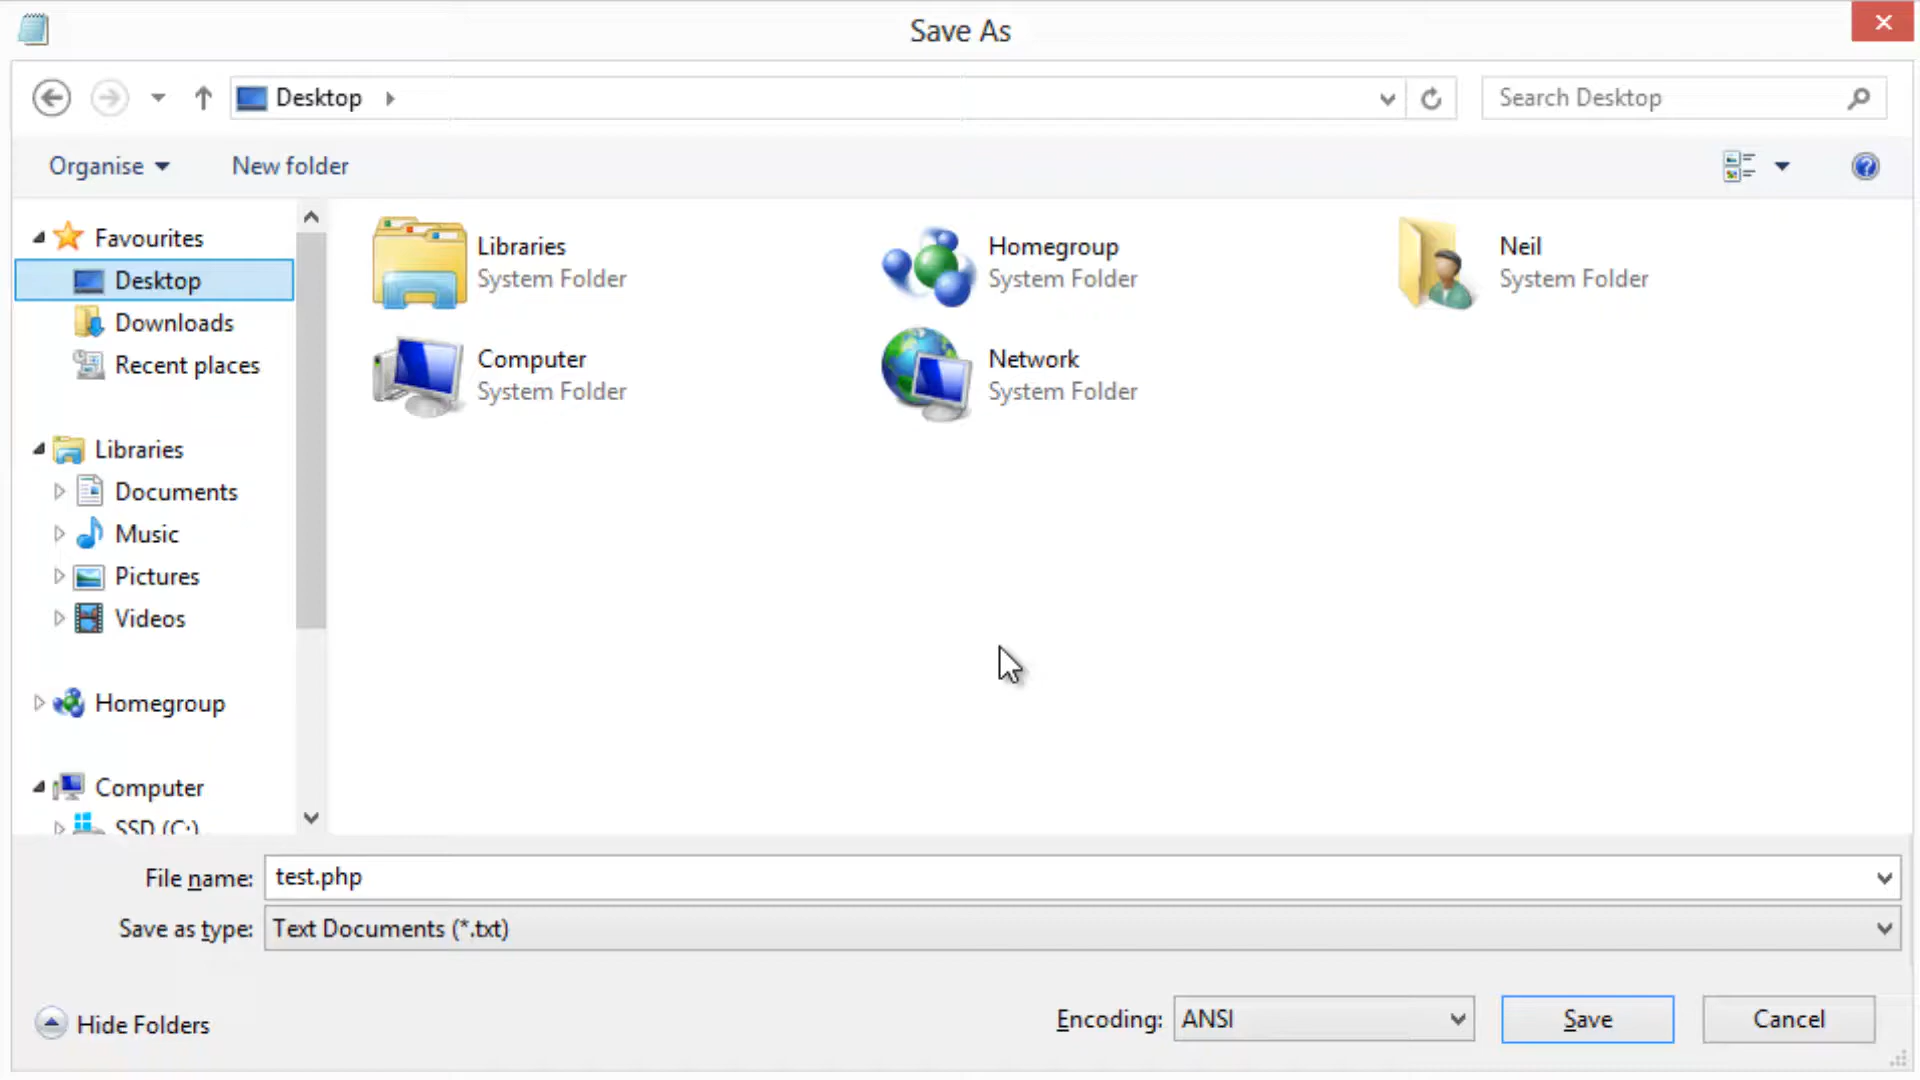 Save As
Desktop
Search Desktop
Organise
New folder
Favourites
Desktop
Downloads
Recent places
Libraries
Documents
Music
Pictures
Videos
Homegroup
Computer
SSD (C:)
Libraries
System Folder
Homegroup
System Folder
Neil
System Folder
Computer
System Folder
Network
System Folder
File name: test.php
Save as type: Text Documents (*.txt)
Hide Folders
Encoding: ANSI
Save
Cancel